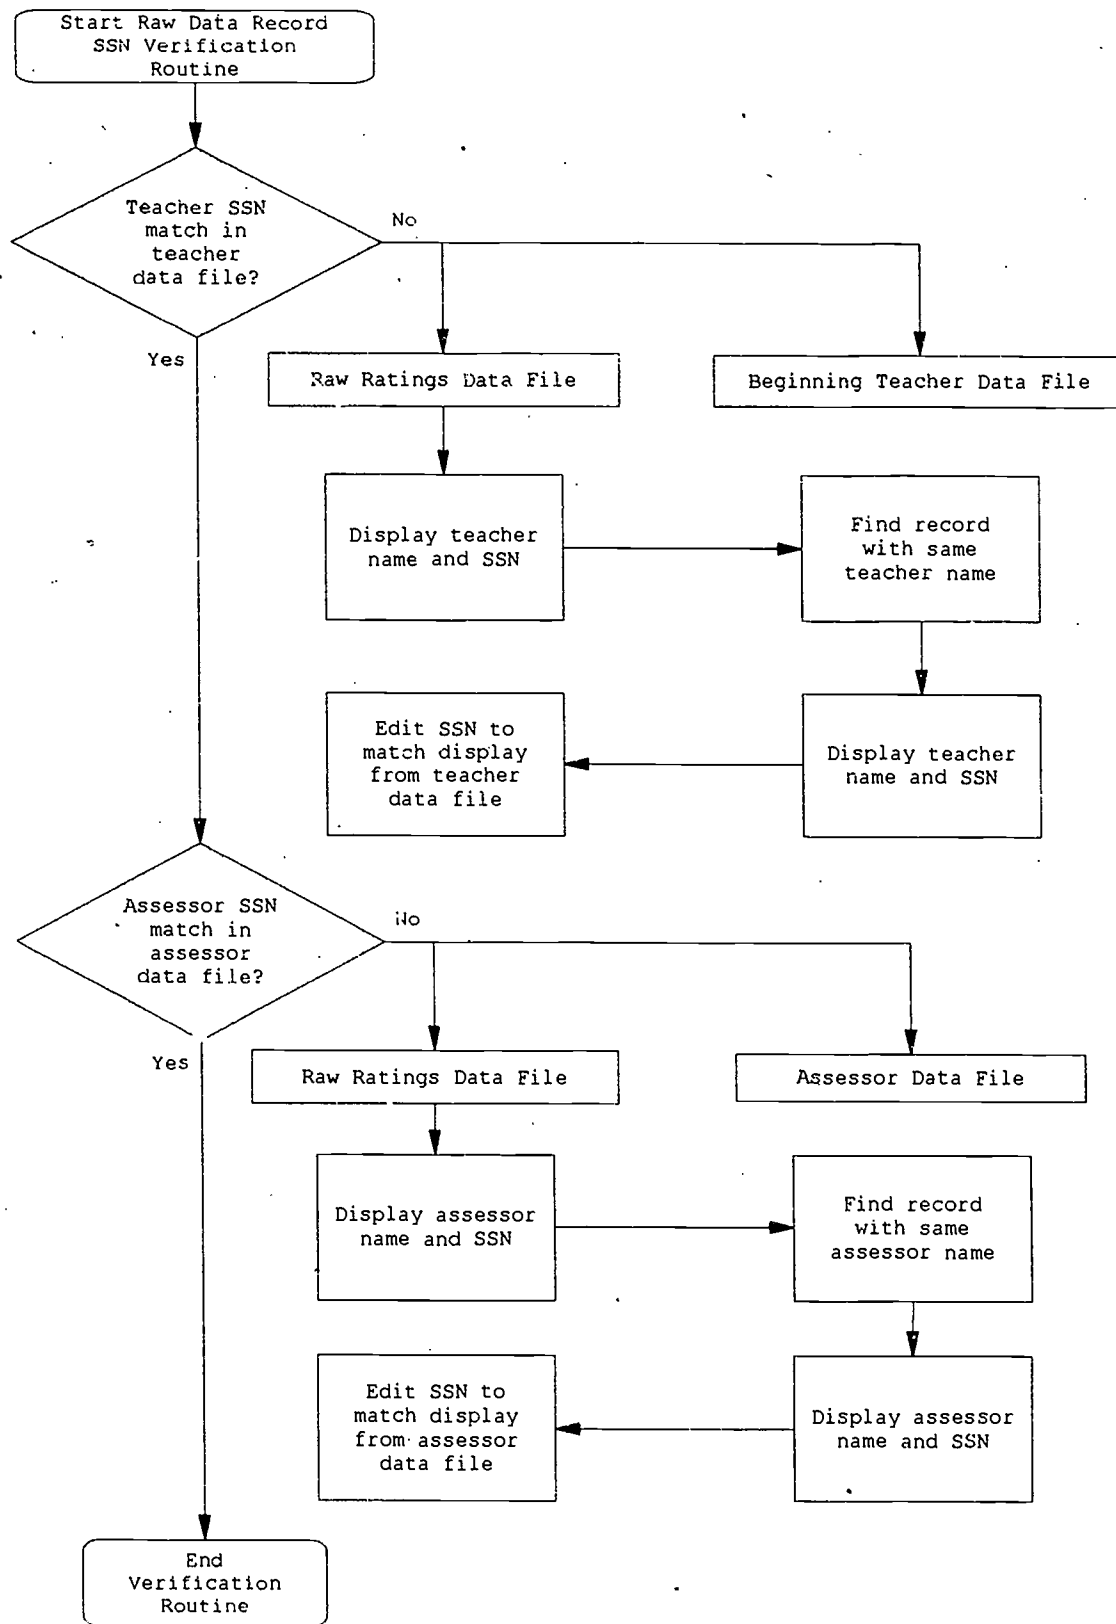 Start Raw Data Record
SSN Verification
Routine
Teacher SSN
match in
teacher
data file?
No
Yes
Raw Ratings Data File
Beginning Teacher Data File
Display teacher
name and SSN
Find record
with same
teacher name
Edit SSN to
match display
from teacher
data file
Display teacher
name and SSN
Assessor SSN
match in
assessor
data file?
No
Yes
Raw Ratings Data File
Assessor Data File
Display assessor
name and SSN
Find record
with same
assessor name
Edit SSN to
match display
from assessor
data file
Display assessor
name and SSN
End
Verification
Routine